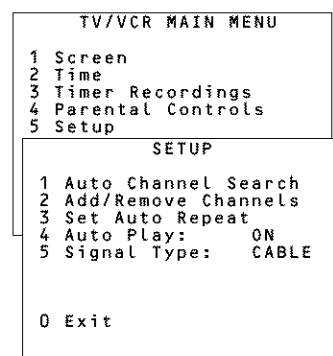 TV/VCR MAIN MENU
1 Screen
2 Time
3 Timer Recordings
4 Parental Controls
5 Setup
SETUP
1 Auto Channel Search
2 Add/Remove Channels
3 Set Auto Repeat
4 Auto Play: ON
5 Signal Type: CABLE
0 Exit